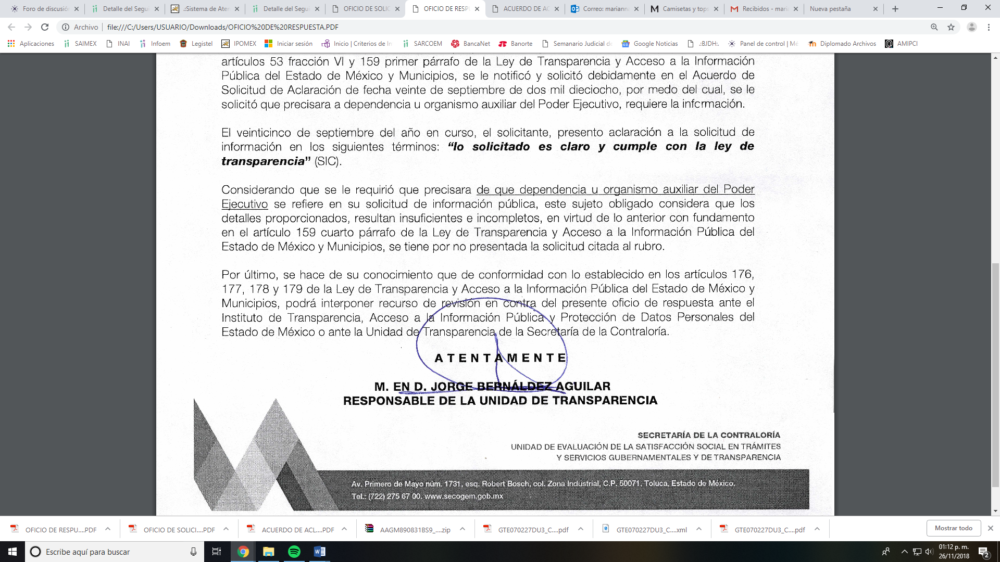 Foro de discusión
Detalle del Segui
.:Sistema de Aten
Detalle del Segui
OFICIO DE SOLIC
OFICIO DE RESPU
ACUERDO DE AC
Correo: mariann
Camisetas y tops
Recibidos - mari
Nueva pestaña
Archivo
file:///C:/Users/USUARIO/Downloads/OFICIO%20DE%20RESPUESTA.PDF
Aplicaciones
SAIMEX
INAI
Infoem
Legistel
IPOMEX
Iniciar sesión
Inicio | Criterios de In
SARCOEM
BancaNet
Banorte
Semanario Judicial de
Google Noticias
.:BJDH:.
Panel de control | Mé
Diplomado Archivos
AMIPCI
artículos 53 fracción VI y 159 primer párrafo de la Ley de Transparencia y Acceso a la Información
Pública del Estado de México y Municipios, se le notificó y solicitó debidamente en el Acuerdo de
Solicitud de Aclaración de fecha veinte de septiembre de dos mil dieciocho, por medo del cual, se le
solicitó que precisara a dependencia u organismo auxiliar del Poder Ejecutivo, requiere la información.
El veinticinco de septiembre del año en curso, el solicitante, presento aclaración a la solicitud de
información en los siguientes términos: “lo solicitado es claro y cumple con la ley de
transparencia” (SIC).
Considerando que se le requirió que precisara de que dependencia u organismo auxiliar del Poder
Ejecutivo se refiere en su solicitud de información pública, este sujeto obligado considera que los
detalles proporcionados, resultan insuficientes e incompletos, en virtud de lo anterior con fundamento
en el artículo 159 cuarto párrafo de la Ley de Transparencia y Acceso a la Información Pública del
Estado de México y Municipios, se tiene por no presentada la solicitud citada al rubro.
Por último, se hace de su conocimiento que de conformidad con lo establecido en los artículos 176,
177, 178 y 179 de la Ley de Transparencia y Acceso a la Información Pública del Estado de México y
Municipios, podrá interponer recurso de revisión en contra del presente oficio de respuesta ante el
Instituto de Transparencia, Acceso a la Información Pública y Protección de Datos Personales del
Estado de México o ante la Unidad de Transparencia de la Secretaría de la Contraloría.
A T E N T A M E N T E
M. EN D. JORGE BERNÁLDEZ AGUILAR
RESPONSABLE DE LA UNIDAD DE TRANSPARENCIA
SECRETARÍA DE LA CONTRALORÍA
UNIDAD DE EVALUACIÓN DE LA SATISFACCIÓN SOCIAL EN TRÁMITES
Y SERVICIOS GUBERNAMENTALES Y DE TRANSPARENCIA
Av. Primero de Mayo núm. 1731, esq. Robert Bosch, col. Zona Industrial, C.P. 50071. Toluca, Estado de México.
Tel.: (722) 275 67 00. www.secogem.gob.mx
OFICIO DE RESPU....PDF
OFICIO DE SOLICI....PDF
ACUERDO DE ACL....PDF
AAGM890831BS9_....zip
GTE070227DU3_C....pdf
GTE070227DU3_C....xml
GTE070227DU3_C....pdf
Mostrar todo
Escribe aquí para buscar
01:12 p. m.
26/11/2018
2